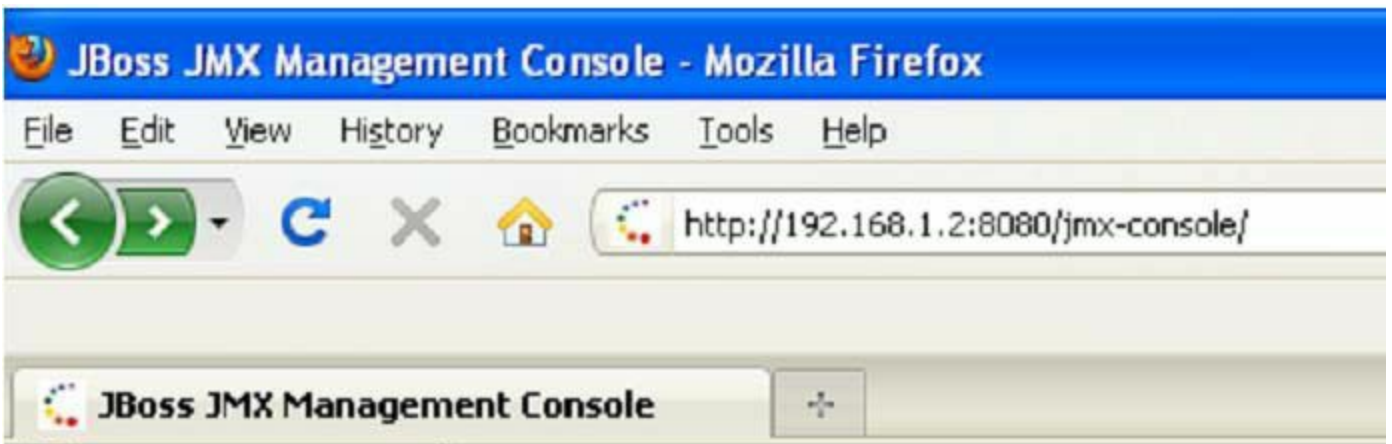 JBoss JMX Management Console - Mozilla Firefox
File Edit View History Bookmarks Tools Help
http://192.168.1.2:8080/jmx-console/
JBoss JMX Management Console